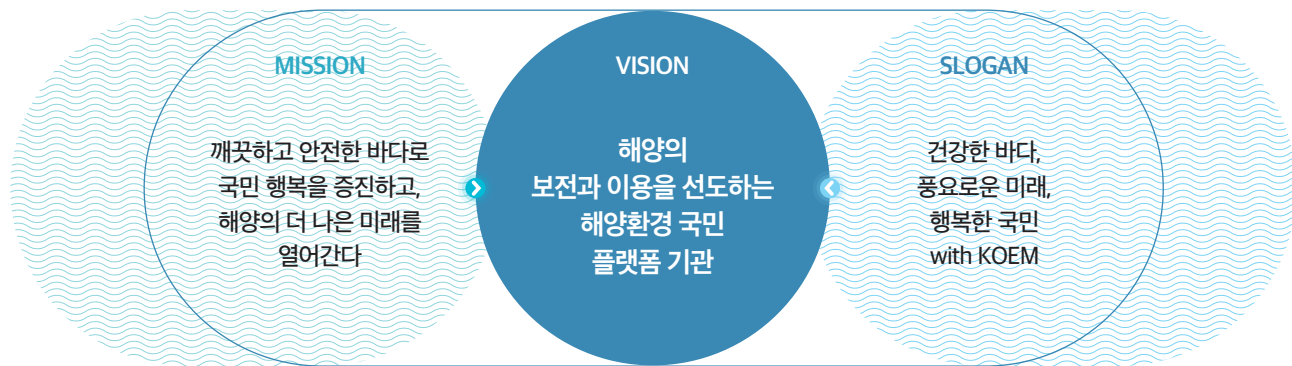 MISSION
깨끗하고 안전한 바다로
국민 행복을 증진하고,
해양의 더 나은 미래를
열어간다
VISION
해양의
보전과 이용을 선도하는
해양환경 국민
플랫폼 기관
SLOGAN
건강한 바다,
풍요로운 미래,
행복한 국민
with KOEM